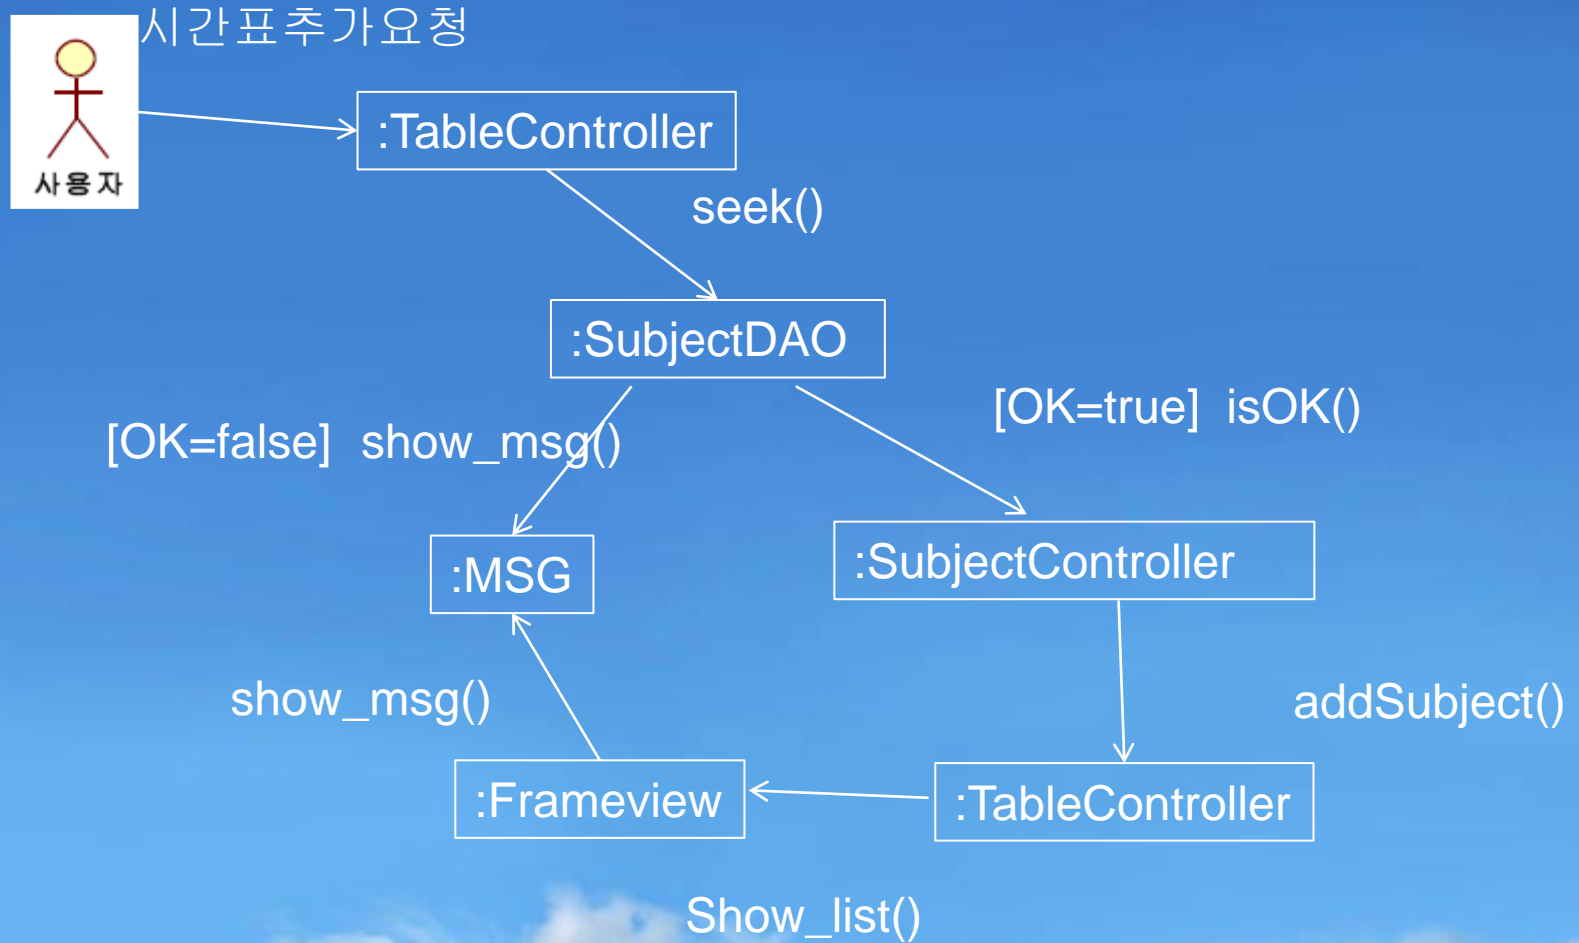 시간표추가요청
사용자
:TableController
seek()
:SubjectDAO
[OK=true] isOK()
[OK=false] show_msg()
:SubjectController
:MSG
show_msg()
addSubject()
:Frameview
:TableController
Show_list()